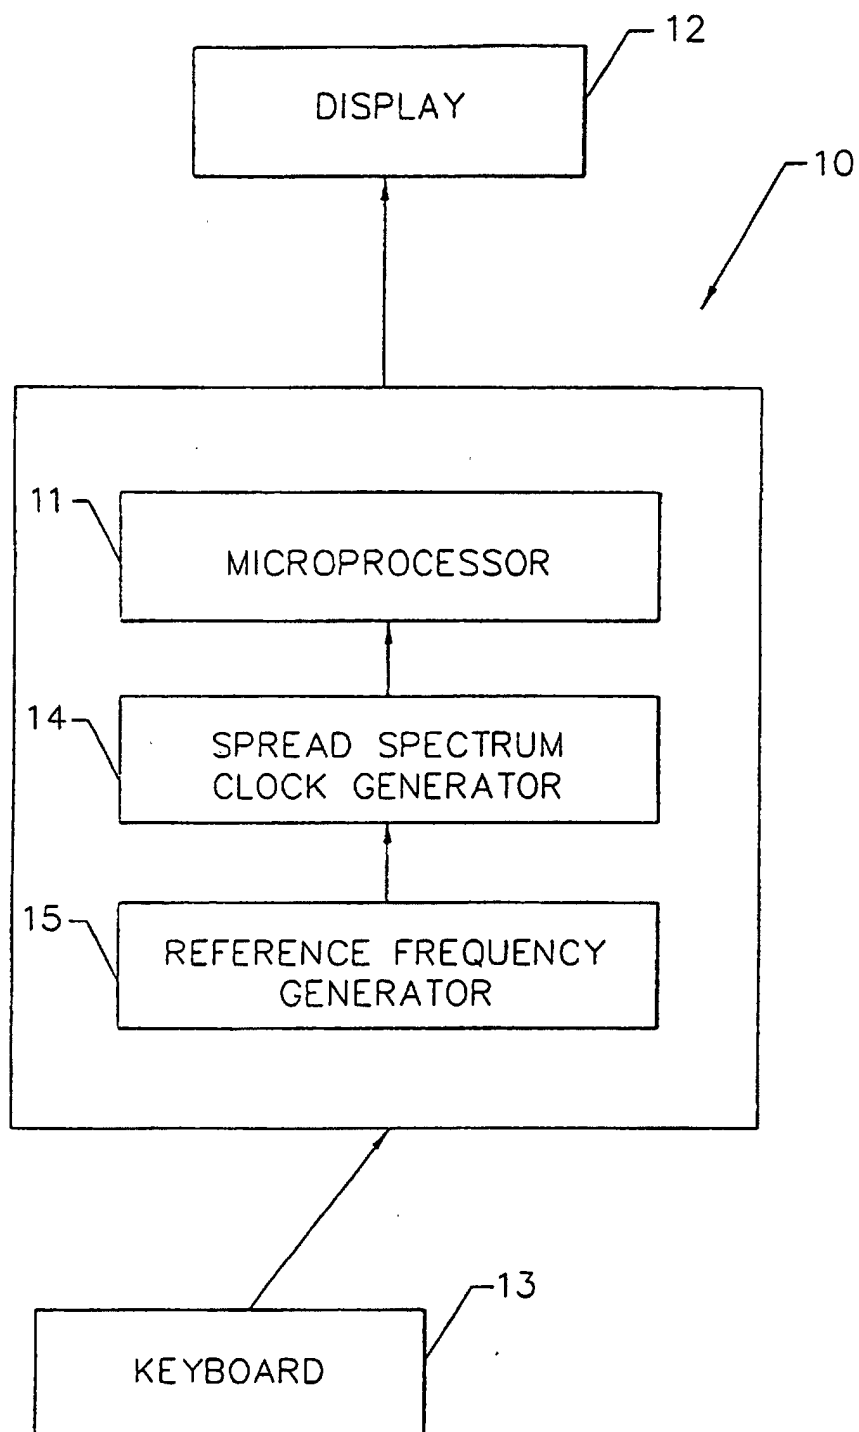 12
DISPLAY
10
11
MICROPROCESSOR
14
SPREAD SPECTRUM
CLOCK GENERATOR
15
REFERENCE FREQUENCY
GENERATOR
13
KEYBOARD